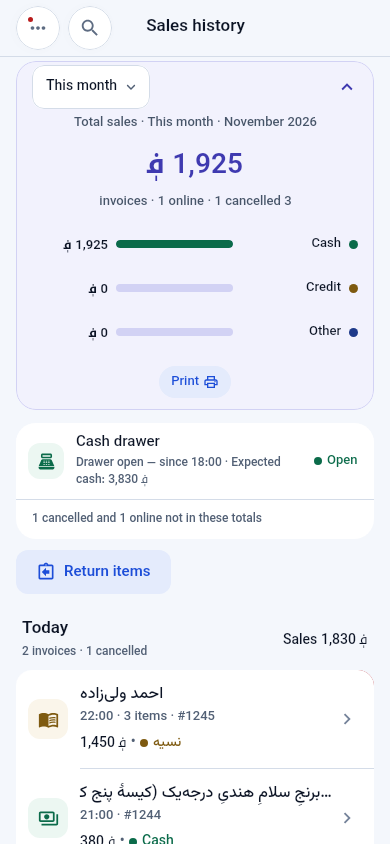 Sales history
This month
Total sales · This month · November 2026
؋ 1,925
invoices · 1 online · 1 cancelled 3
؋ 1,925
Cash
؋ 0
Credit
؋ 0
Other
Print
Cash drawer
Drawer open — since 18:00 · Expected
cash: 3,830 ؋
Open
1 cancelled and 1 online not in these totals
Return items
Today
Sales 1,830 ؋
2 invoices · 1 cancelled
احمد ولی‌زاده
22:00 · 3 items · #1245
1,450 ؋ • نسیه
برنجِ سلامِ هندیِ درجه‌یک (کیسهٔ پنج ک...
21:00 · #1244
380 ؋ • Cash